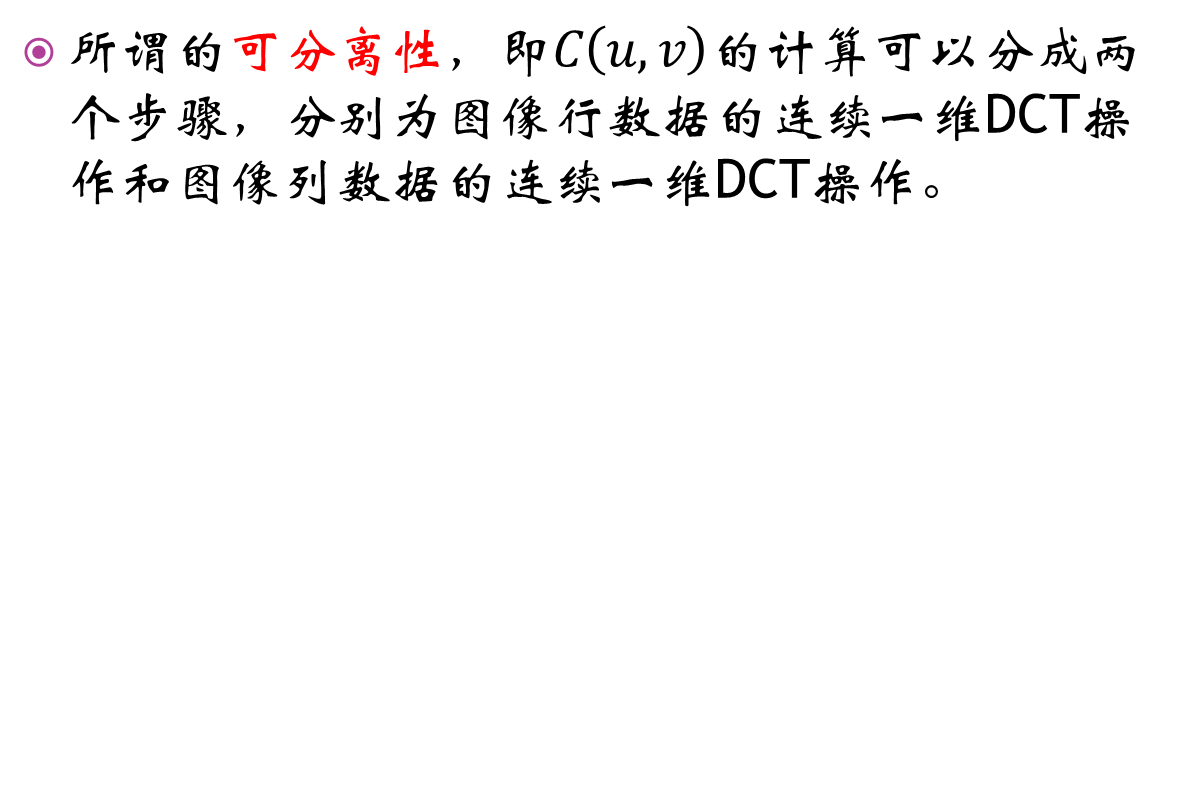 所谓的可分离性，即C(u,v)的计算可以分成两
个步骤，分别为图像行数据的连续一维DCT操
作和图像列数据的连续一维DCT操作。